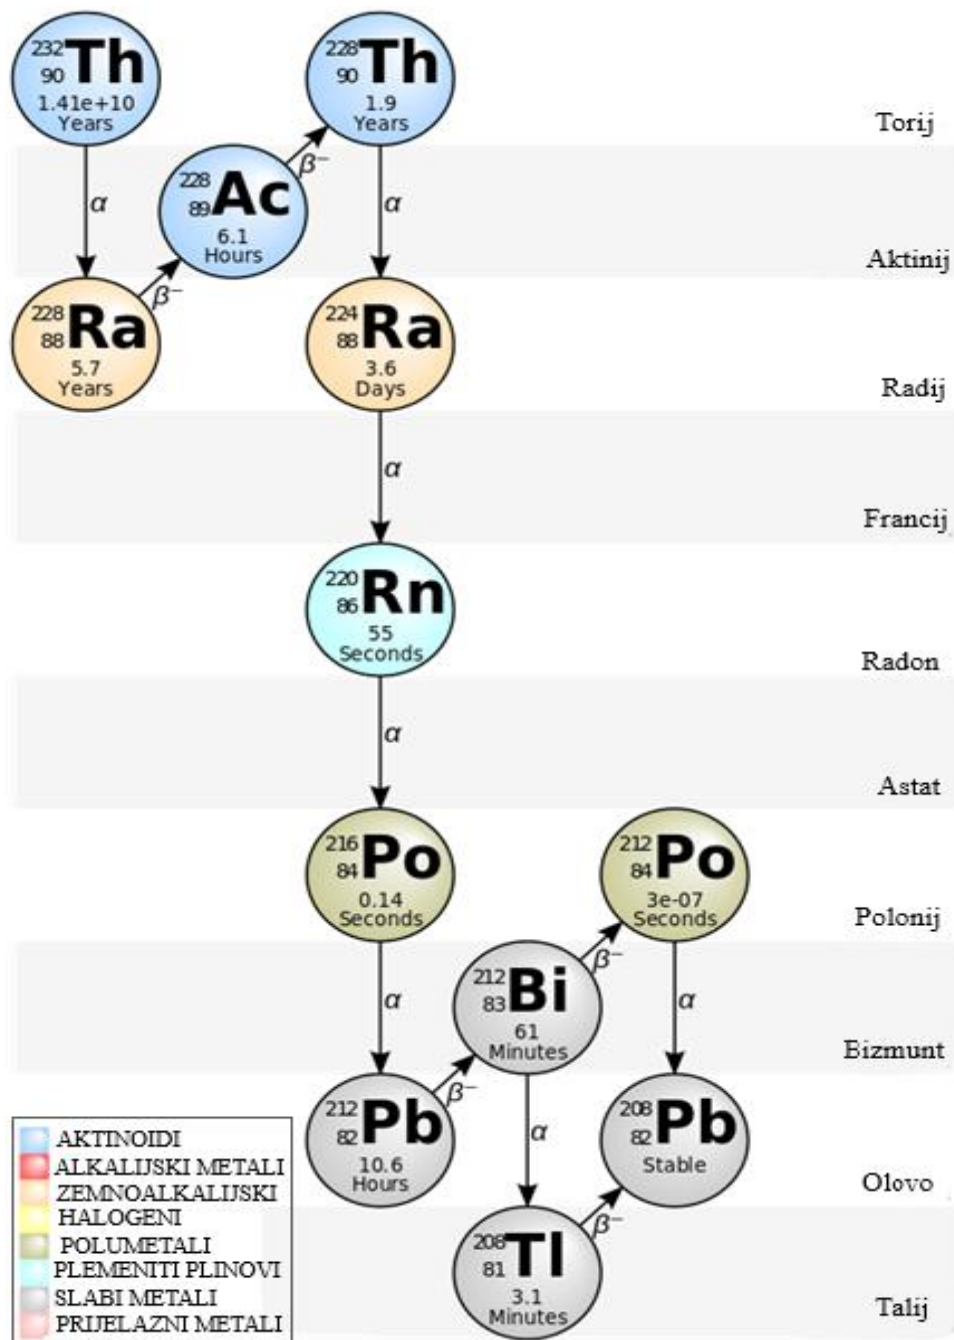 232
90 Th
1.41e+10
Years
228
90 Th
1.9
Years
Torij
β⁻
228
89 Ac
6.1
Hours
α
α
Aktinij
β⁻
228
88 Ra
5.7
Years
224
88 Ra
3.6
Days
Radij
α
Francij
220
86 Rn
55
Seconds
Radon
α
Astat
216
84 Po
0.14
Seconds
212
84 Po
3e-07
Seconds
Polonij
β⁻
212
83 Bi
61
Minutes
α
α
Bizmunt
β⁻
212
82 Pb
10.6
Hours
208
82 Pb
Stable
α
Olovo
β⁻
208
81 Tl
3.1
Minutes
Talij
AKTINOIDI
ALKALIJSKI METALI
ZEMNOALKALIJSKI
HALOGENI
POLUMETALI
PLEMENITI PLINOVI
SLABI METALI
PRIJELAZNI METALI